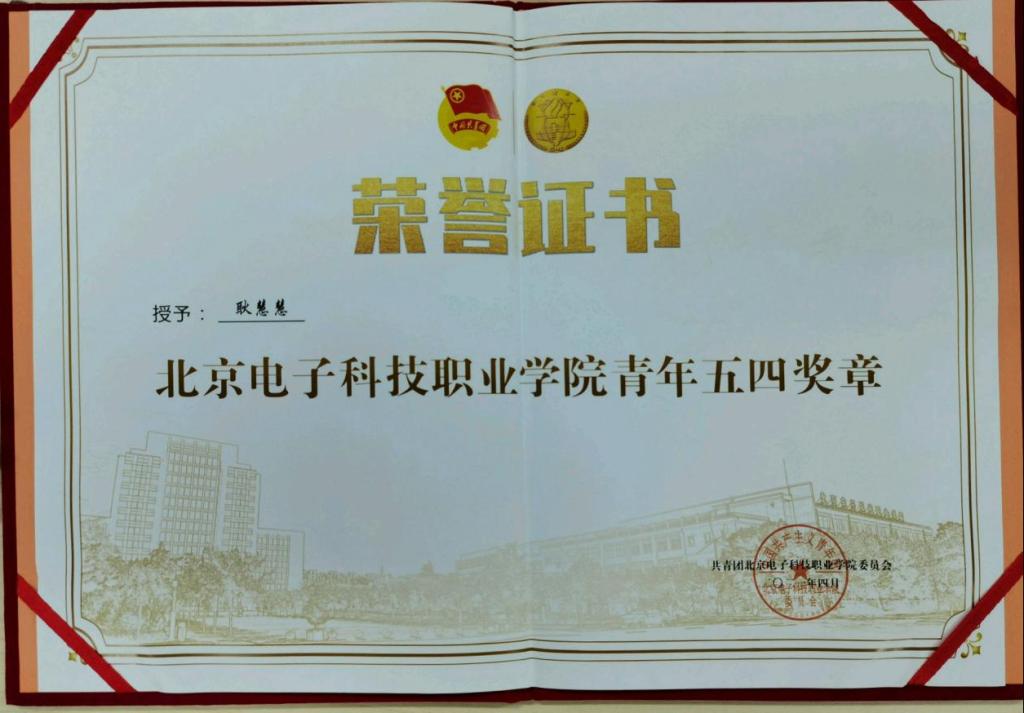 荣誉证书
授予： 耿慧慧
北京电子科技职业学院青年五四奖章
共青团北京电子科技职业学院委员会
年四月